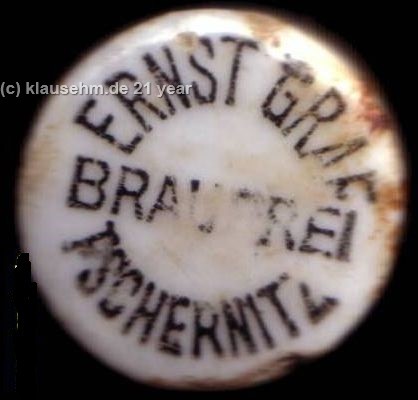 ERNST GRAF
BRAUEREI
TSCHERNITZ
(c) klausehm.de 21 year